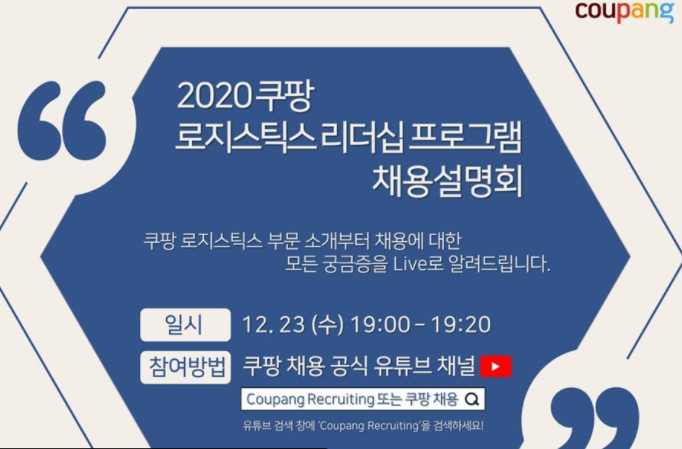 coupang
2020 쿠팡
로지스틱스 리더십 프로그램
채용설명회
쿠팡 로지스틱스 부문 소개부터 채용에 대한
모든 궁금증을 Live로 알려드립니다.
일시 12. 23 (수) 19:00 – 19:20
참여방법 쿠팡 채용 공식 유튜브 채널
Coupang Recruiting 또는 쿠팡 채용
유튜브 검색 창에 'Coupang Recruiting'을 검색하세요!